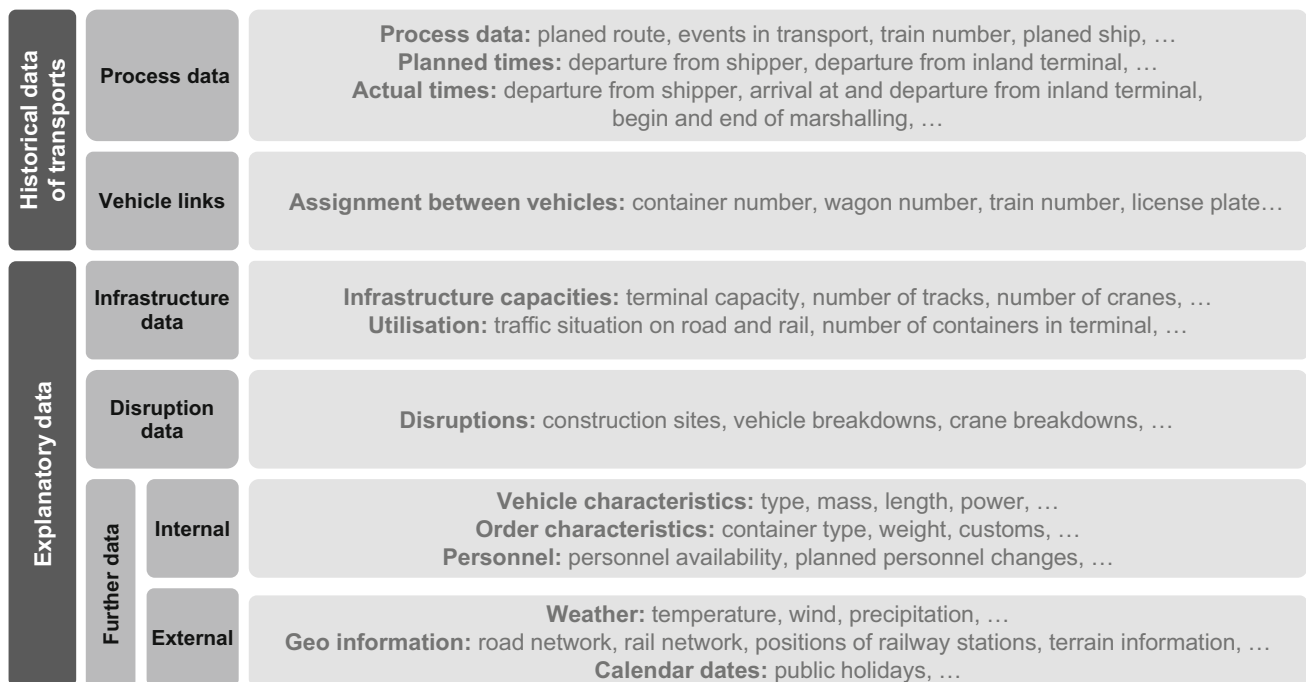 Historical data
of transports
Process data
Process data: planed route, events in transport, train number, planed ship, …
Planned times: departure from shipper, departure from inland terminal, …
Actual times: departure from shipper, arrival at and departure from inland terminal,
begin and end of marshalling, …
Vehicle links
Assignment between vehicles: container number, wagon number, train number, license plate…
Explanatory data
Infrastructure
data
Infrastructure capacities: terminal capacity, number of tracks, number of cranes, …
Utilisation: traffic situation on road and rail, number of containers in terminal, …
Disruption
data
Disruptions: construction sites, vehicle breakdowns, crane breakdowns, …
Further data
Internal
Vehicle characteristics: type, mass, length, power, …
Order characteristics: container type, weight, customs, …
Personnel: personnel availability, planned personnel changes, …
External
Weather: temperature, wind, precipitation, …
Geo information: road network, rail network, positions of railway stations, terrain information, …
Calendar dates: public holidays, …